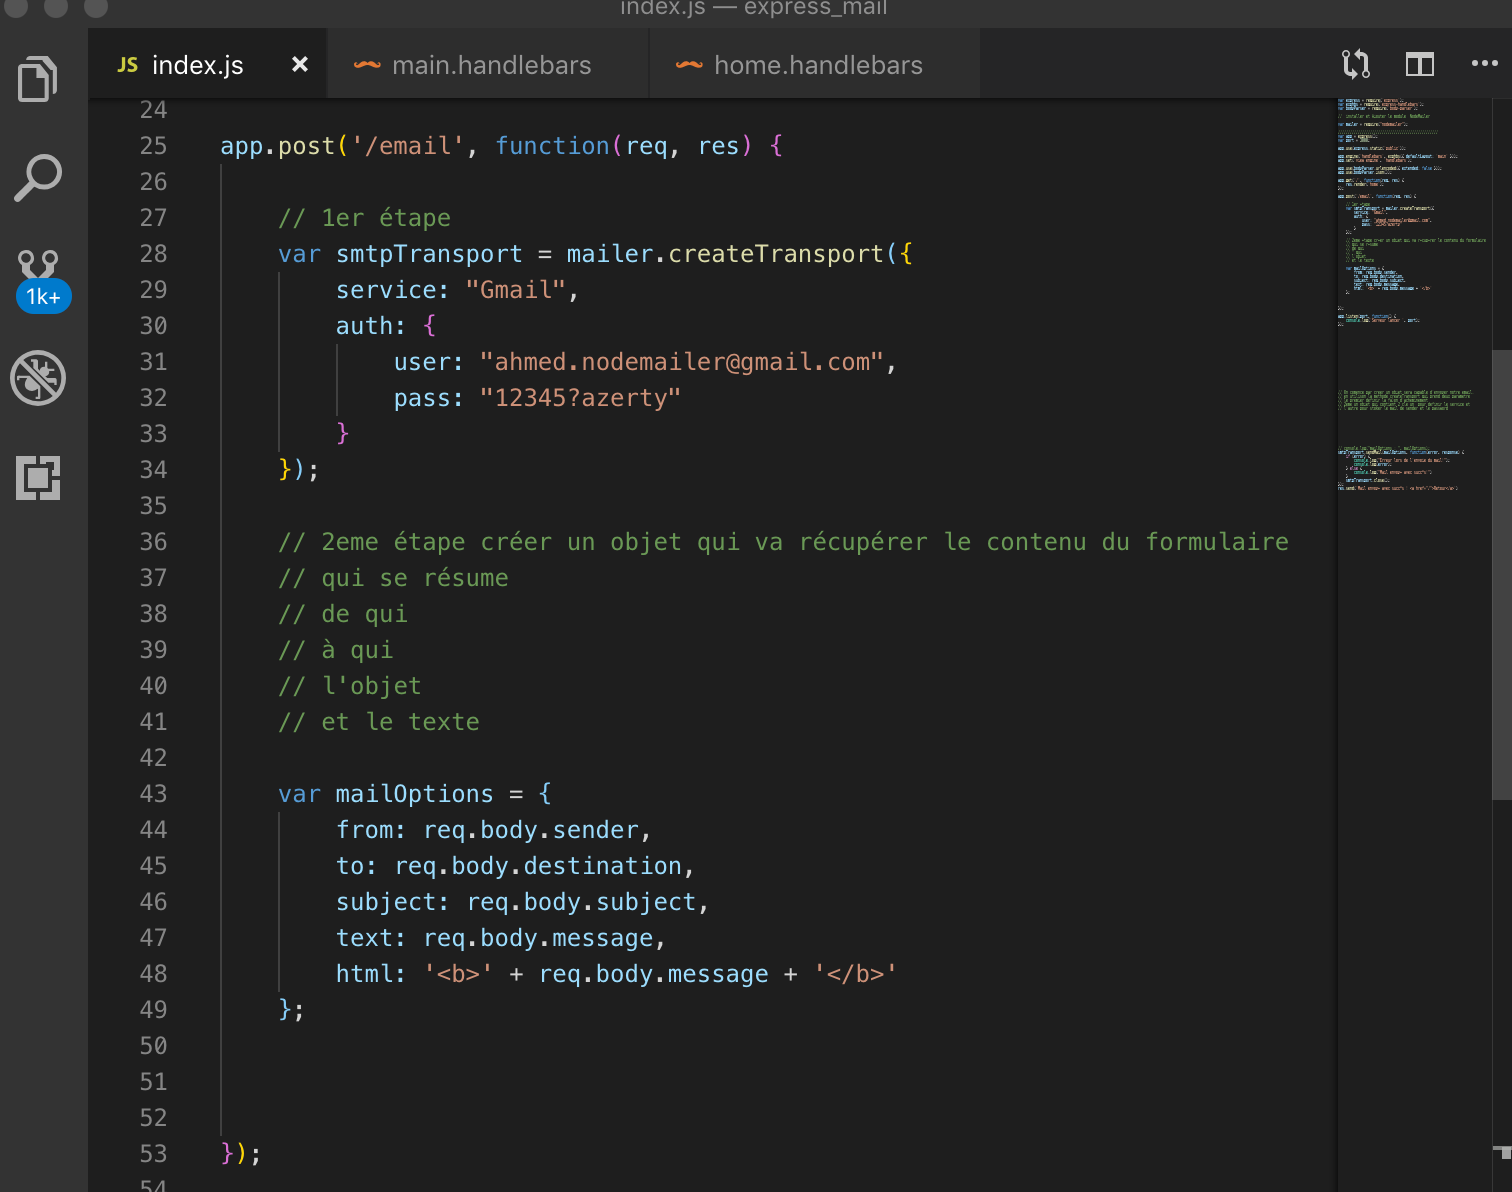 index.js — express_mail
JS index.js × main.handlebars home.handlebars
1k+
24
25 app.post('/email', function(req, res) {
26
27 // 1er étape
28 var smtpTransport = mailer.createTransport({
29 service: "Gmail",
30 auth: {
31 user: "ahmed.nodemailer@gmail.com",
32 pass: "12345?azerty"
33 }
34 });
35
36 // 2eme étape créer un objet qui va récupérer le contenu du formulaire
37 // qui se résume
38 // de qui
39 // à qui
40 // l'objet
41 // et le texte
42
43 var mailOptions = {
44 from: req.body.sender,
45 to: req.body.destination,
46 subject: req.body.subject,
47 text: req.body.message,
48 html: '<b>' + req.body.message + '</b>'
49 };
50
51
52
53 });
54